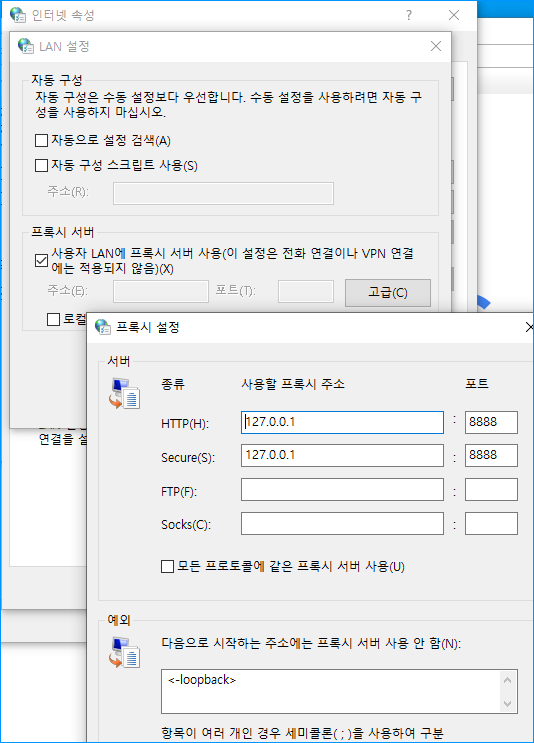 인터넷 속성
LAN 설정
자동 구성
자동 구성은 수동 설정보다 우선합니다. 수동 설정을 사용하려면 자동 구
성을 사용하지 마십시오.
자동으로 설정 검색(A)
자동 구성 스크립트 사용(S)
주소(R):
프록시 서버
사용자 LAN에 프록시 서버 사용(이 설정은 전화 연결이나 VPN 연결
에는 적용되지 않음)(X)
주소(E): 포트(T): 고급(C)
로컬
연결을 설
프록시 설정
서버
종류 사용할 프록시 주소 포트
HTTP(H): 127.0.0.1 : 8888
Secure(S): 127.0.0.1 : 8888
FTP(F): :
Socks(C): :
모든 프로토콜에 같은 프록시 서버 사용(U)
예외
다음으로 시작하는 주소에는 프록시 서버 사용 안 함(N):
<-loopback>
항목이 여러 개인 경우 세미콜론( ; )을 사용하여 구분